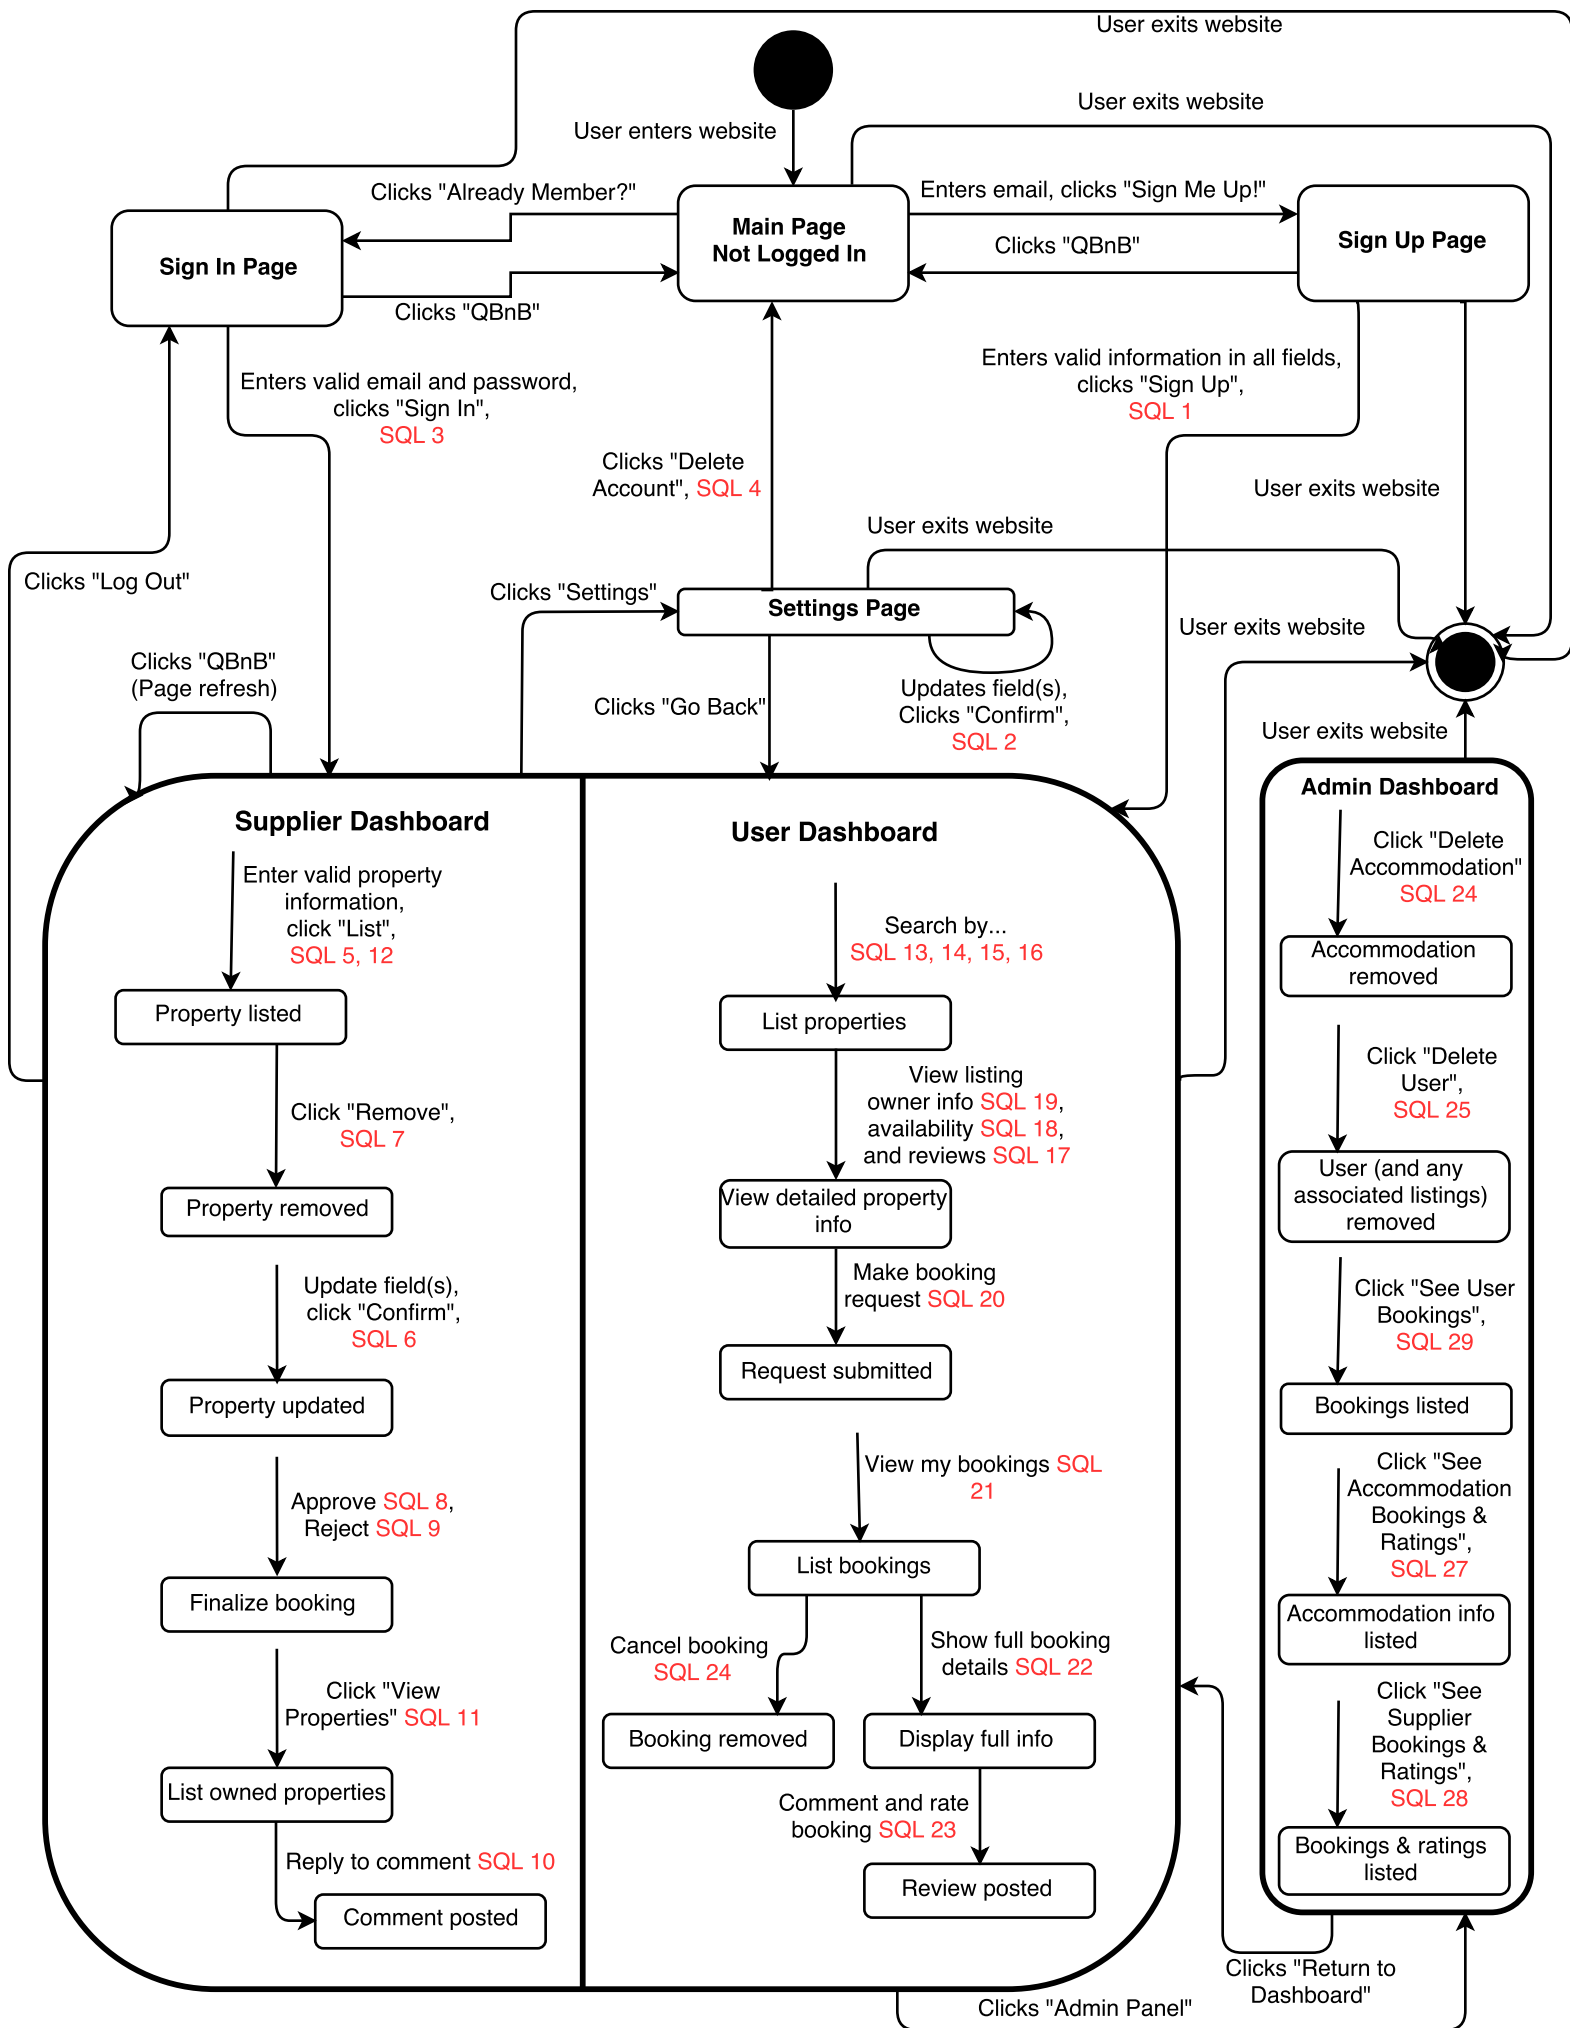 User exits website
User exits website
User enters website
Clicks "Already Member?"
Enters email, clicks "Sign Me Up!"
Main Page
Not Logged In
Sign Up Page
Clicks "QBnB"
Sign In Page
Clicks "QBnB"
Enters valid email and password,
clicks "Sign In",
SQL 3
Enters valid information in all fields,
clicks "Sign Up",
SQL 1
Clicks "Delete
Account", SQL 4
User exits website
User exits website
Clicks "Log Out"
Clicks "Settings"
Settings Page
User exits website
Clicks "QBnB"
(Page refresh)
Clicks "Go Back"
Updates field(s),
Clicks "Confirm",
SQL 2
User exits website
Supplier Dashboard
Enter valid property
information,
click "List",
SQL 5, 12
Property listed
Click "Remove",
SQL 7
Property removed
Update field(s),
click "Confirm",
SQL 6
Property updated
Approve SQL 8,
Reject SQL 9
Finalize booking
Click "View
Properties" SQL 11
List owned properties
Reply to comment SQL 10
Comment posted
User Dashboard
Search by...
SQL 13, 14, 15, 16
List properties
View listing
owner info SQL 19,
availability SQL 18,
and reviews SQL 17
View detailed property
info
Make booking
request SQL 20
Request submitted
View my bookings SQL
21
List bookings
Cancel booking
SQL 24
Show full booking
details SQL 22
Booking removed
Display full info
Comment and rate
booking SQL 23
Review posted
Admin Dashboard
Click "Delete
Accommodation"
SQL 24
Accommodation
removed
Click "Delete
User",
SQL 25
User (and any
associated listings)
removed
Click "See User
Bookings",
SQL 29
Bookings listed
Click "See
Accommodation
Bookings &
Ratings",
SQL 27
Accommodation info
listed
Click "See
Supplier
Bookings &
Ratings",
SQL 28
Bookings & ratings
listed
Clicks "Return to
Dashboard"
Clicks "Admin Panel"